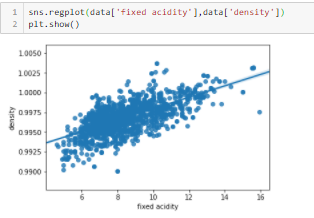 1 sns.regplot(data['fixed acidity'],data['density'])
2 plt.show()
1.0050
1.0025
1.0000
0.9975
0.9950
0.9925
0.9900
density
6 8 10 12 14 16
fixed acidity